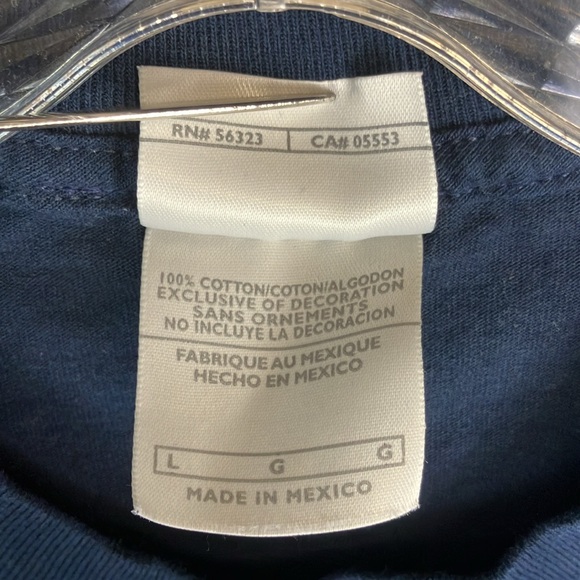 RN# 56323 CA# 05553
100% COTTON/COTON/ALGODON
EXCLUSIVE OF DECORATION
SANS ORNEMENTS
NO INCLUYE LA DECORACION
FABRIQUE AU MEXIQUE
HECHO EN MEXICO
L G G
MADE IN MEXICO